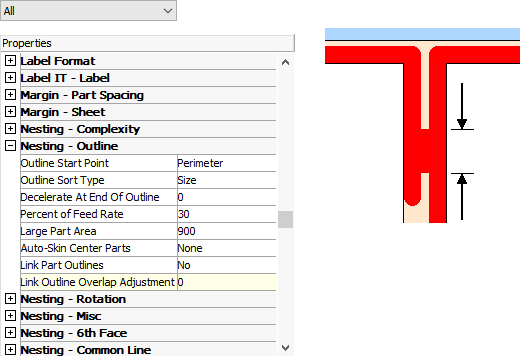 All
Properties
Label Format
Label IT - Label
Margin - Part Spacing
Margin - Sheet
Nesting - Complexity
Nesting - Outline
Outline Start Point Perimeter
Outline Sort Type Size
Decelerate At End Of Outline 0
Percent of Feed Rate 30
Large Part Area 900
Auto-Skin Center Parts None
Link Part Outlines No
Link Outline Overlap Adjustment 0
Nesting - Rotation
Nesting - Misc
Nesting - 6th Face
Nesting - Common Line